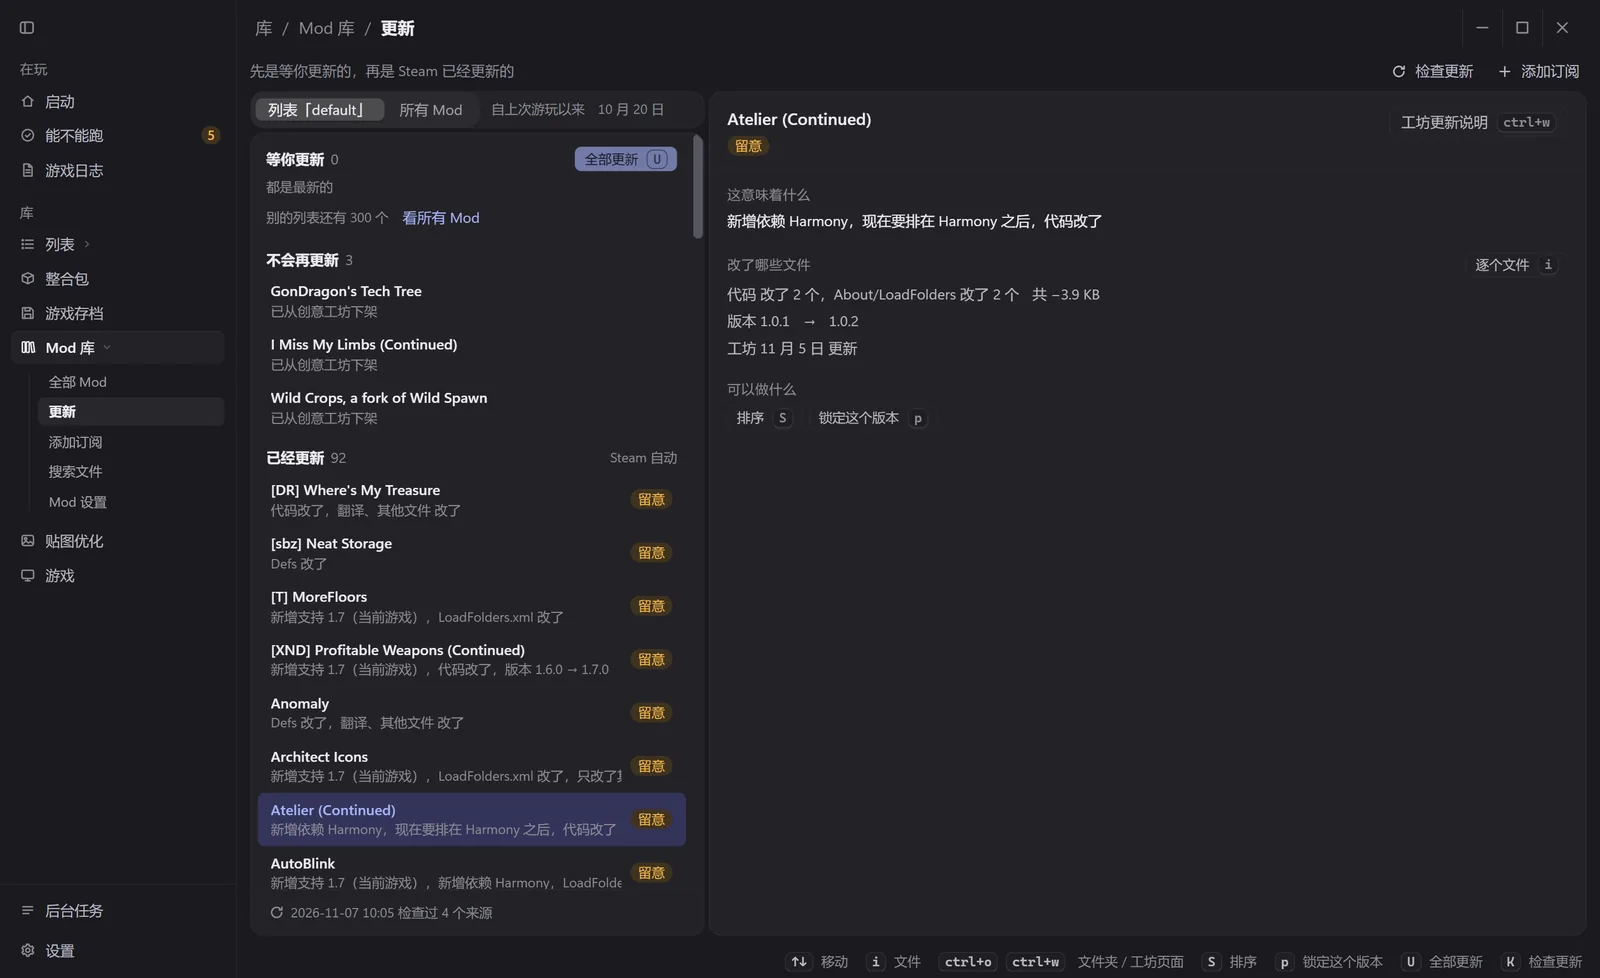 库 / Mod 库 / 更新
在玩
启动
能不能跑 5
游戏日志
库
列表
整合包
游戏存档
Mod 库
全部 Mod
更新
添加订阅
搜索文件
Mod 设置
贴图优化
游戏
后台任务
设置
先是等你更新的，再是 Steam 已经更新的
检查更新
添加订阅
列表「default」 所有 Mod 自上次游玩以来 10 月 20 日
等你更新 0
全部更新 U
都是最新的
别的列表还有 300 个 看所有 Mod
不会再更新 3
GonDragon's Tech Tree
已从创意工坊下架
I Miss My Limbs (Continued)
已从创意工坊下架
Wild Crops, a fork of Wild Spawn
已从创意工坊下架
已经更新 92 Steam 自动
[DR] Where's My Treasure
代码改了，翻译、其他文件 改了
留意
[sbz] Neat Storage
Defs 改了
留意
[T] MoreFloors
新增支持 1.7（当前游戏），LoadFolders.xml 改了
留意
[XND] Profitable Weapons (Continued)
新增支持 1.7（当前游戏），代码改了，版本 1.6.0 → 1.7.0
留意
Anomaly
Defs 改了，翻译、其他文件 改了
留意
Architect Icons
新增支持 1.7（当前游戏），LoadFolders.xml 改了，只改了
留意
Atelier (Continued)
新增依赖 Harmony，现在要排在 Harmony 之后，代码改了
留意
AutoBlink
新增支持 1.7（当前游戏），新增依赖 Harmony，LoadFolde
留意
2026-11-07 10:05 检查过 4 个来源
Atelier (Continued)
留意
工坊更新说明 ctrl+w
这意味着什么
新增依赖 Harmony，现在要排在 Harmony 之后，代码改了
改了哪些文件
逐个文件 i
代码 改了 2 个，About/LoadFolders 改了 2 个 共 −3.9 KB
版本 1.0.1 → 1.0.2
工坊 11 月 5 日 更新
可以做什么
排序 S 锁定这个版本 p
↑↓ 移动 i 文件 ctrl+o ctrl+w 文件夹 / 工坊页面 S 排序 p 锁定这个版本 U 全部更新 K 检查更新